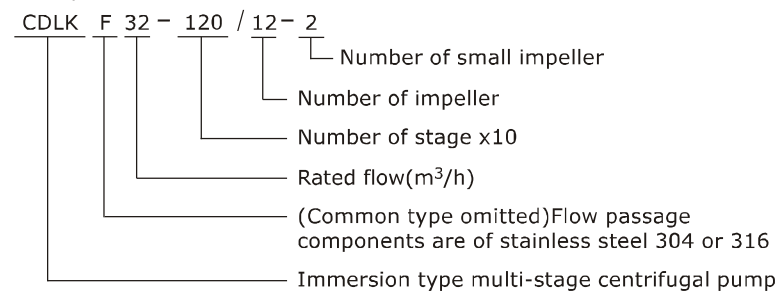 CDLK F 32 - 120 / 12 - 2
Number of small impeller
Number of impeller
Number of stage x10
Rated flow(m³/h)
(Common type omitted)Flow passage
components are of stainless steel 304 or 316
Immersion type multi-stage centrifugal pump